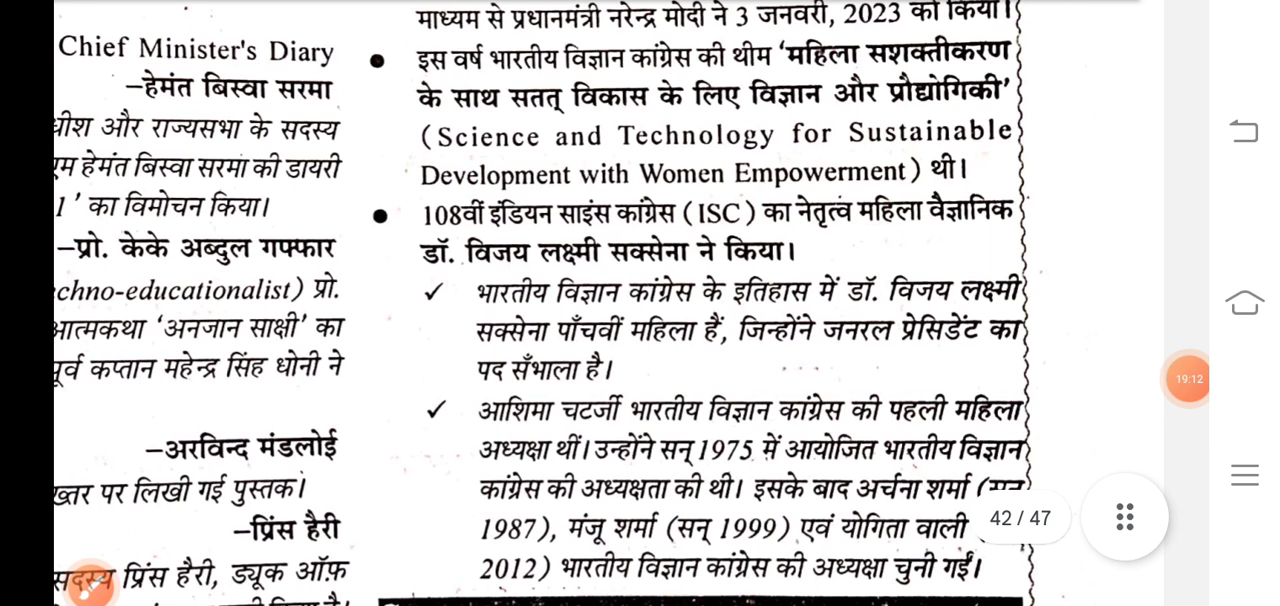 Chief Minister's Diary
–हेमंत बिस्वा सरमा
धीश और राज्यसभा के सदस्य
हेमंत बिस्वा सरमा की डायरी
1' का विमोचन किया।
–प्रो. केके अब्दुल गफ्फार
chno-educationalist) प्रो.
आत्मकथा 'अनजान साक्षी' का
पूर्व कप्तान महेन्द्र सिंह धोनी ने
–अरविन्द मंडलोई
ख्तर पर लिखी गई पुस्तक।
–प्रिंस हैरी
सदस्य प्रिंस हैरी, ड्यूक ऑफ़
माध्यम से प्रधानमंत्री नरेन्द्र मोदी ने 3 जनवरी, 2023 को किया।
● इस वर्ष भारतीय विज्ञान कांग्रेस की थीम 'महिला सशक्तीकरण
के साथ सतत् विकास के लिए विज्ञान और प्रौद्योगिकी'
(Science and Technology for Sustainable
Development with Women Empowerment) थी।
● 108वीं इंडियन साइंस कांग्रेस (ISC) का नेतृत्व महिला वैज्ञानिक
डॉ. विजय लक्ष्मी सक्सेना ने किया।
✓ भारतीय विज्ञान कांग्रेस के इतिहास में डॉ. विजय लक्ष्मी
सक्सेना पाँचवीं महिला हैं, जिन्होंने जनरल प्रेसिडेंट का
पद सँभाला है।
✓ आशिमा चटर्जी भारतीय विज्ञान कांग्रेस की पहली महिला
अध्यक्षा थीं। उन्होंने सन् 1975 में आयोजित भारतीय विज्ञान
कांग्रेस की अध्यक्षता की थी। इसके बाद अर्चना शर्मा (सन्
1987), मंजू शर्मा (सन् 1999) एवं योगिता वाली
2012) भारतीय विज्ञान कांग्रेस की अध्यक्षा चुनी गईं।
42 / 47
19:12